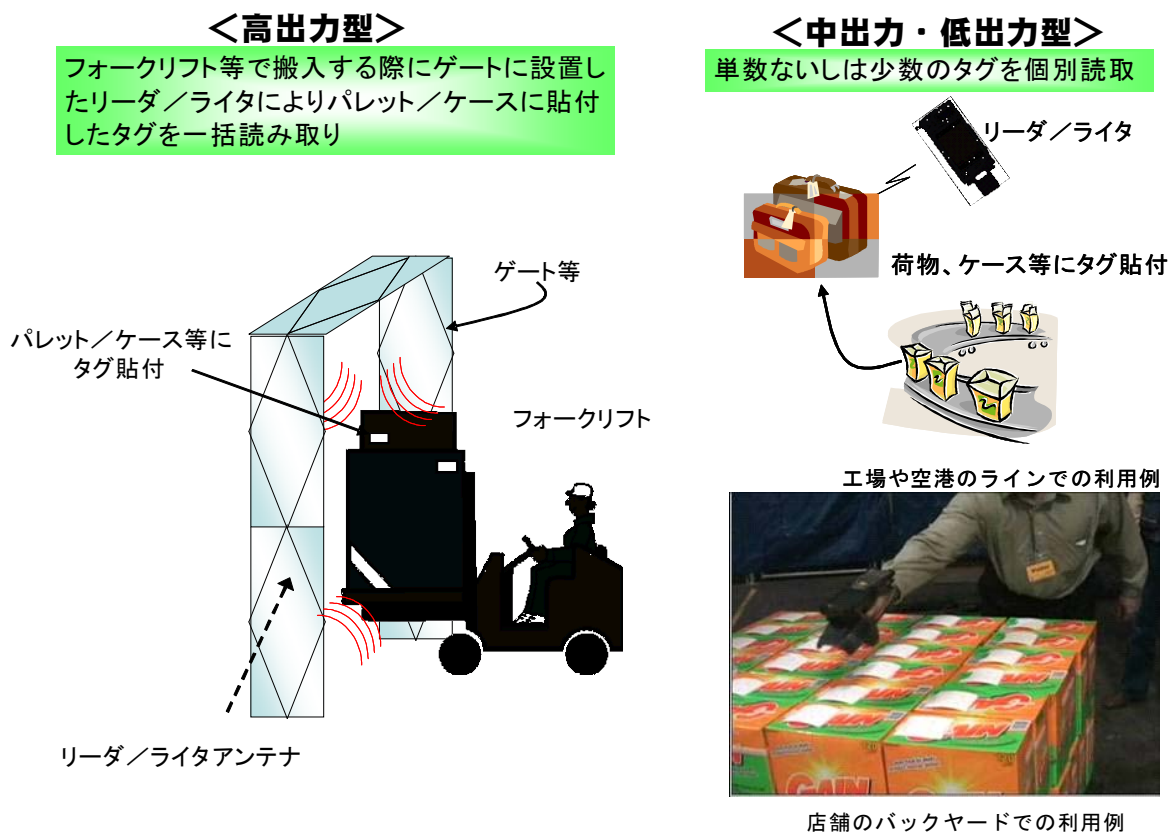 ＜高出力型＞
フォークリフト等で搬入する際にゲートに設置し
たリーダ／ライタによりパレット／ケースに貼付
したタグを一括読み取り
ゲート等
パレット／ケース等に
タグ貼付
フォークリフト
リーダ／ライタアンテナ
＜中出力・低出力型＞
単数ないしは少数のタグを個別読取
リーダ／ライタ
荷物、ケース等にタグ貼付
工場や空港のラインでの利用例
GAIN
店舗のバックヤードでの利用例